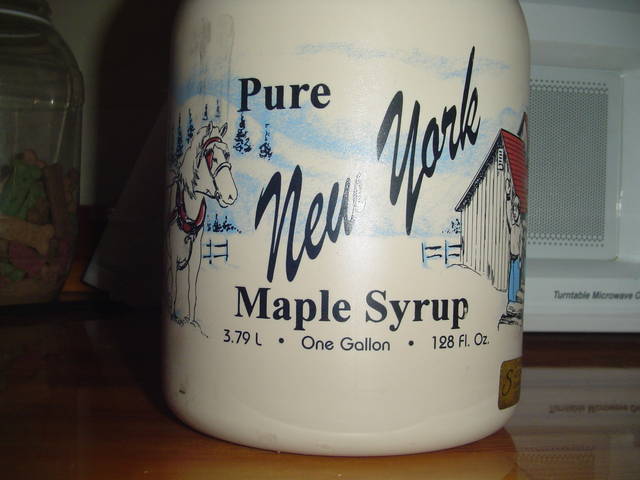 Pure
New York
Maple Syrup
3.79 L • One Gallon • 128 Fl. Oz.
Turntable Microwave